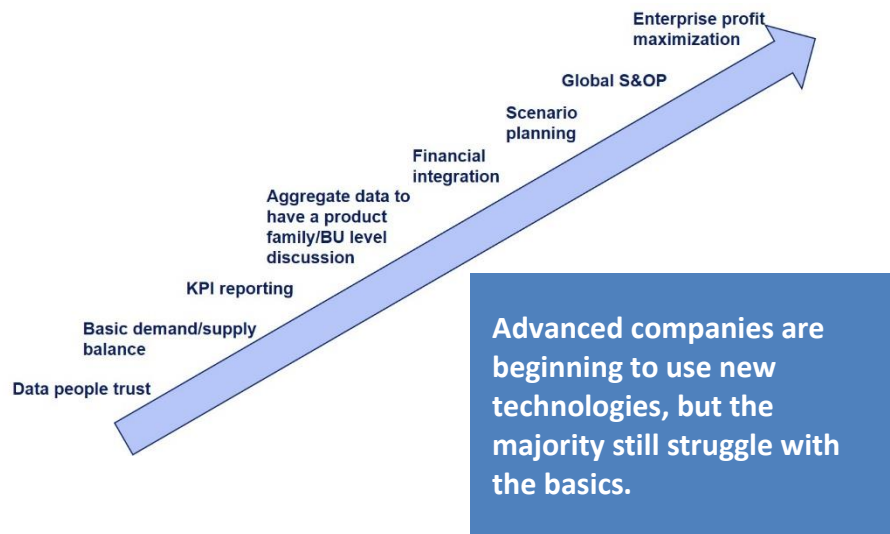 Enterprise profit
maximization
Global S&OP
Scenario
planning
Financial
integration
Aggregate data to
have a product
family/BU level
discussion
KPI reporting
Basic demand/supply
balance
Data people trust
Advanced companies are
beginning to use new
technologies, but the
majority still struggle with
the basics.